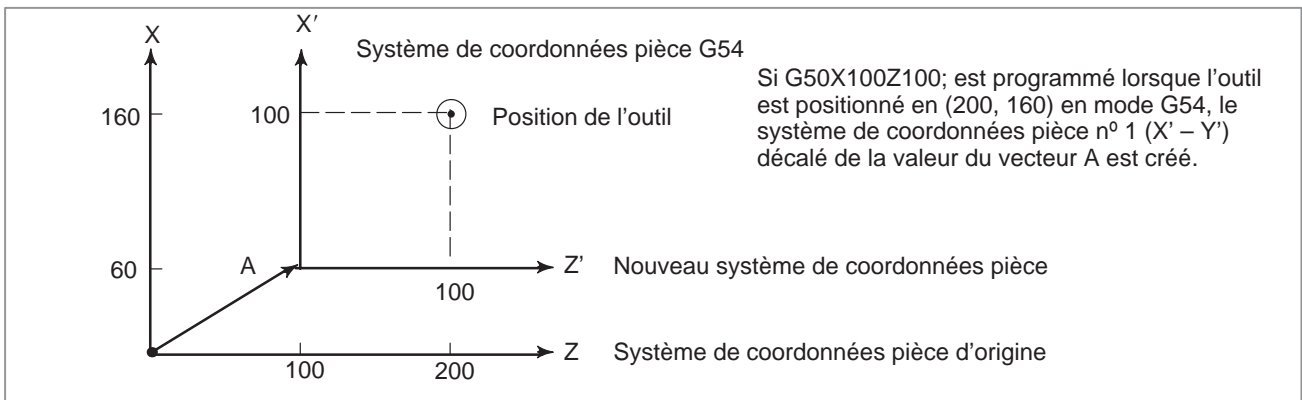 X
X′
Système de coordonnées pièce G54
Si G50X100Z100; est programmé lorsque l’outil
est positionné en (200, 160) en mode G54, le
système de coordonnées pièce nº 1 (X’ – Y’)
décalé de la valeur du vecteur A est créé.
160
100
Position de l’outil
60
A
Z’
Nouveau système de coordonnées pièce
100
Z
Système de coordonnées pièce d’origine
100
200